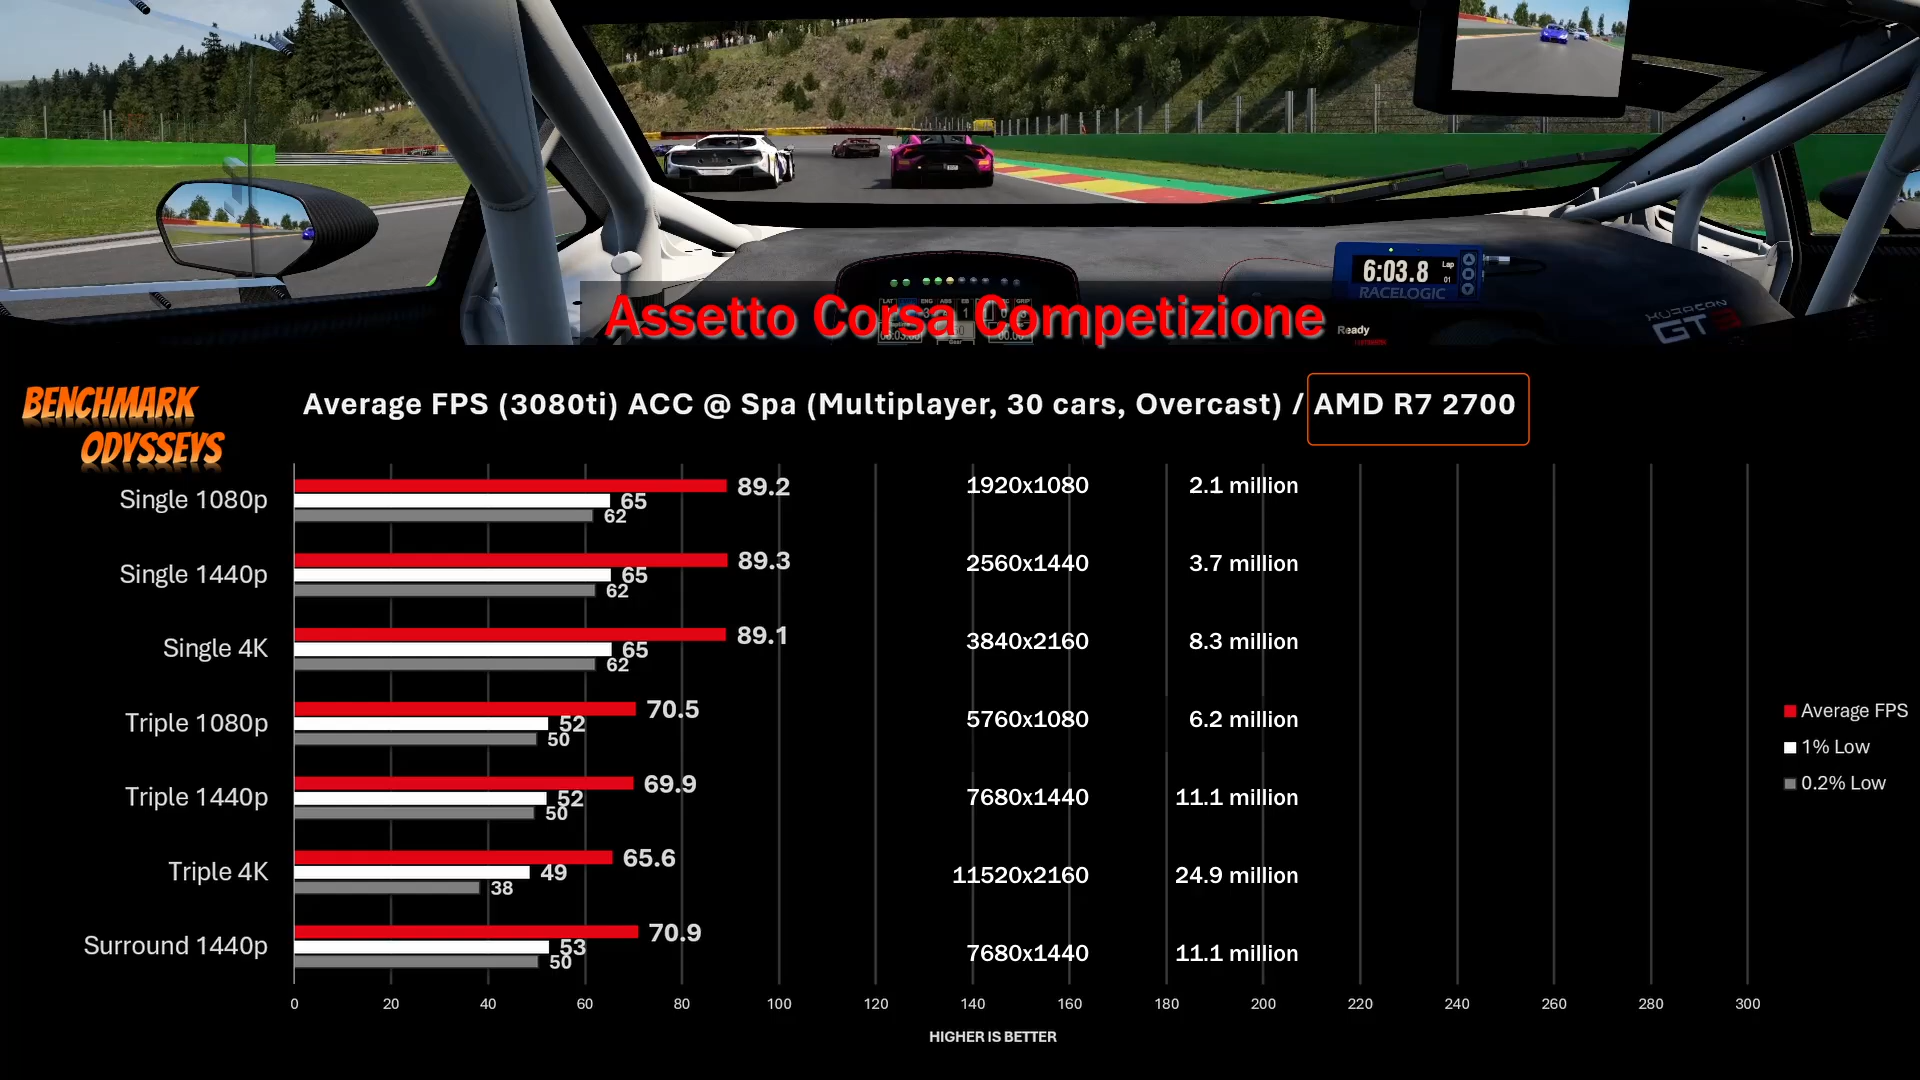 6:03.8 Lap
01
RACELOGIC
Assetto Corsa Competizione
Ready
GT3
BENCHMARK
ODYSSEYS
Average FPS (3080ti) ACC @ Spa (Multiplayer, 30 cars, Overcast) / AMD R7 2700
Single 1080p 89.2 65 62 1920x1080 2.1 million
Single 1440p 89.3 65 62 2560x1440 3.7 million
Single 4K 89.1 65 62 3840x2160 8.3 million
Triple 1080p 70.5 52 50 5760x1080 6.2 million
Triple 1440p 69.9 52 50 7680x1440 11.1 million
Triple 4K 65.6 49 38 11520x2160 24.9 million
Surround 1440p 70.9 53 50 7680x1440 11.1 million
Average FPS
1% Low
0.2% Low
0 20 40 60 80 100 120 140 160 180 200 220 240 260 280 300
HIGHER IS BETTER